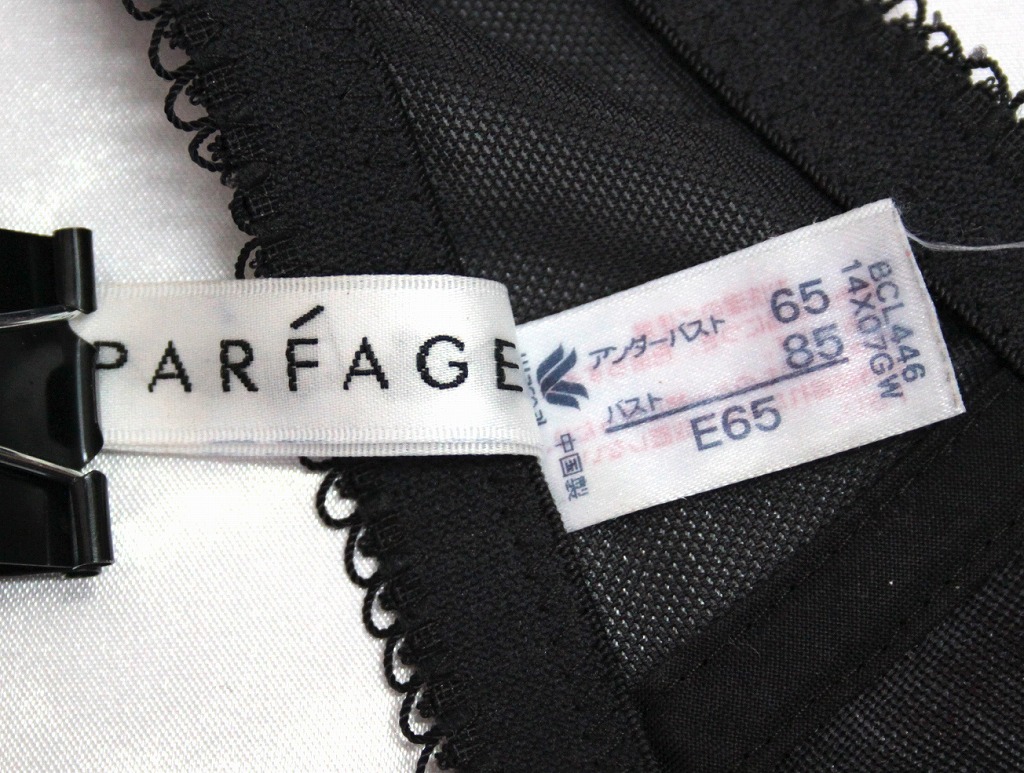 PARFAGE
アンダーバスト 65
バスト 85
E65
BCL446
14X07GW
中国製